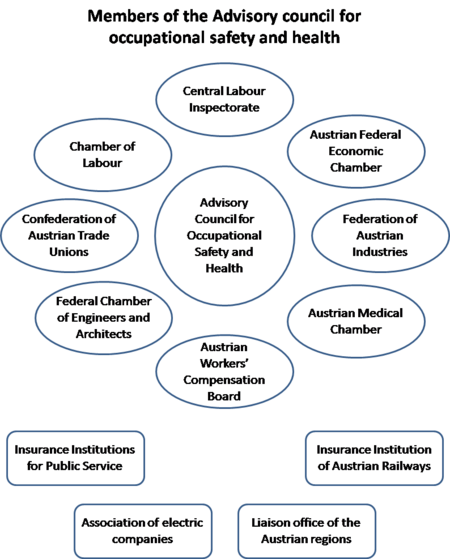 Members of the Advisory council for
occupational safety and health
Central Labour
Inspectorate
Chamber of
Labour
Austrian Federal
Economic
Chamber
Confederation of
Austrian Trade
Unions
Advisory
Council for
Occupational
Safety and
Health
Federation of
Austrian
Industries
Federal Chamber
of Engineers and
Architects
Austrian Medical
Chamber
Austrian
Workers'
Compensation
Board
Insurance Institutions
for Public Service
Insurance Institution
of Austrian Railways
Association of electric
companies
Liaison office of the
Austrian regions